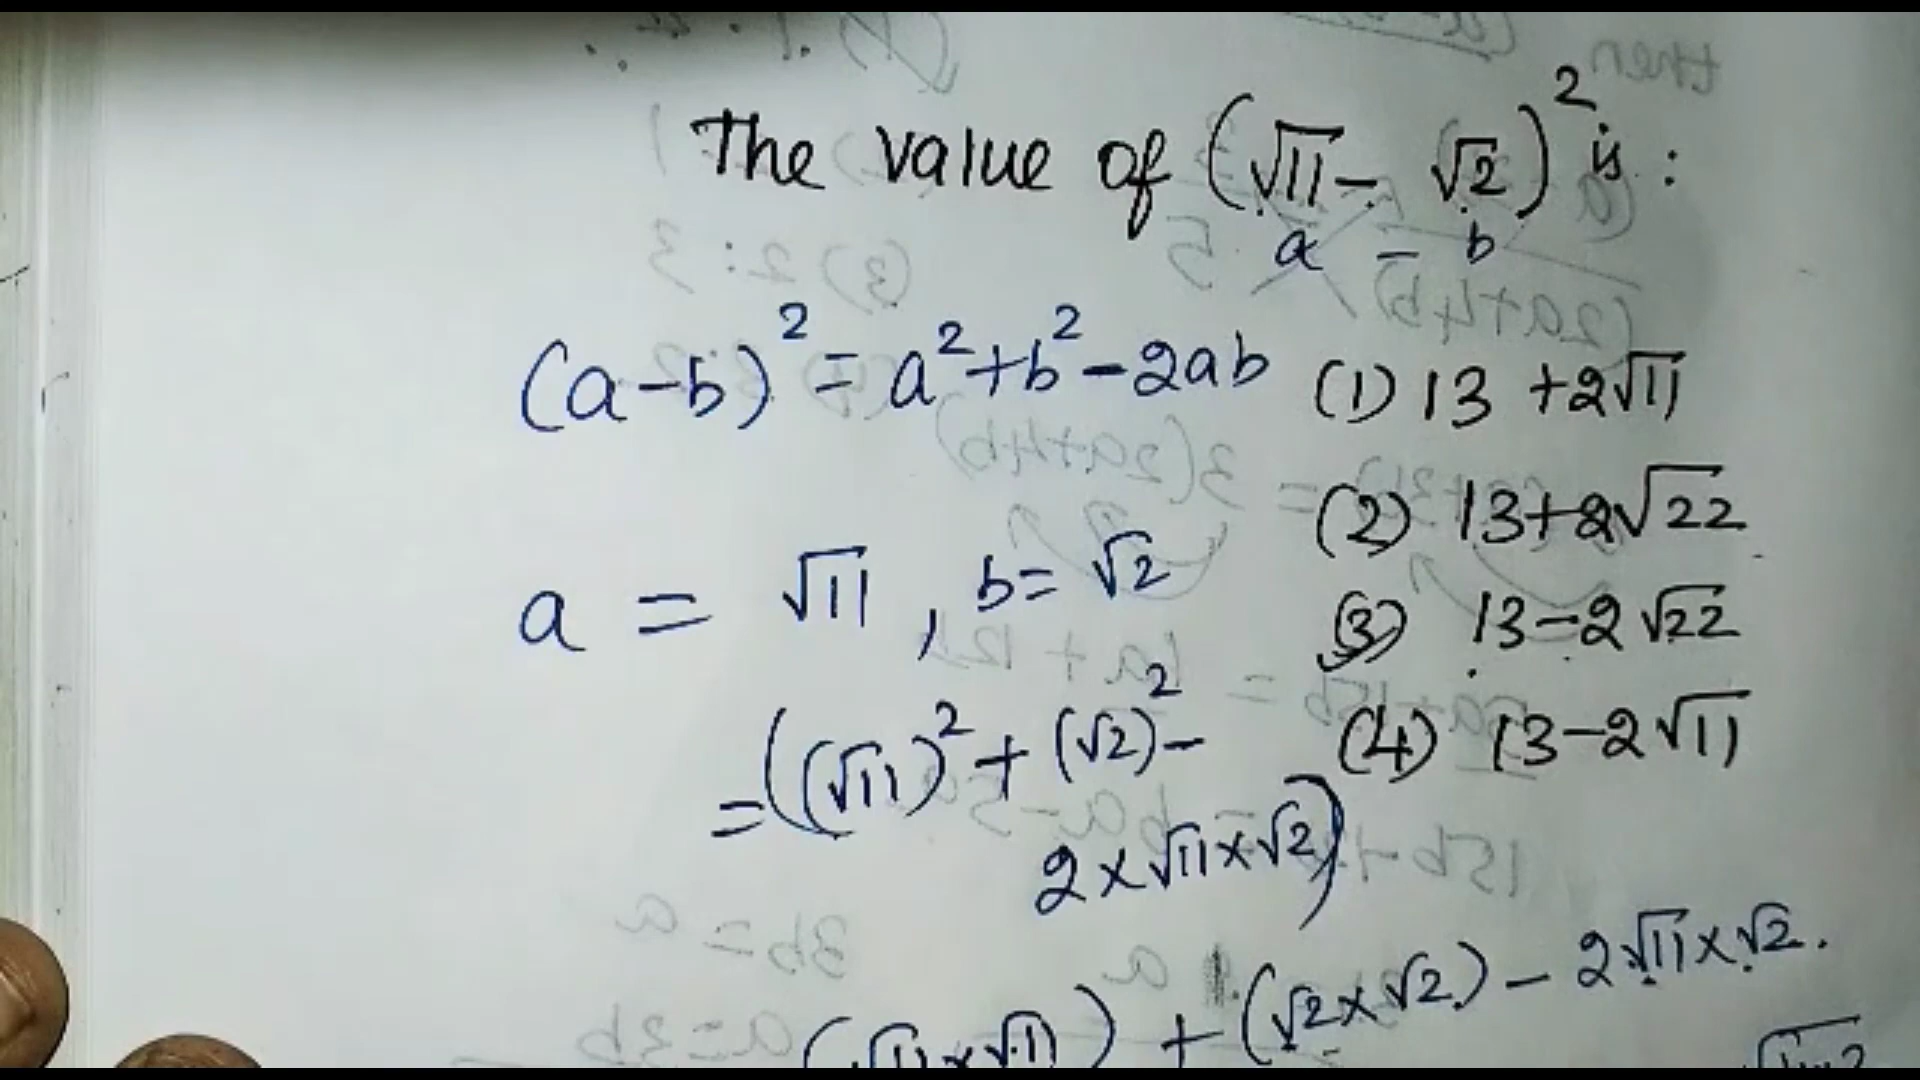 The value of (√11 - √2)² is :
a - b
(a-b)² = a²+b²-2ab
(1) 13 +2√11
(2) 13+2√22
a = √11 , b= √2
(3) 13-2√22
= ((√11)² + (√2)² -
(4) 13-2√11
2×√11×√2)
(√11×√11) + (√2×√2) - 2√11×√2.